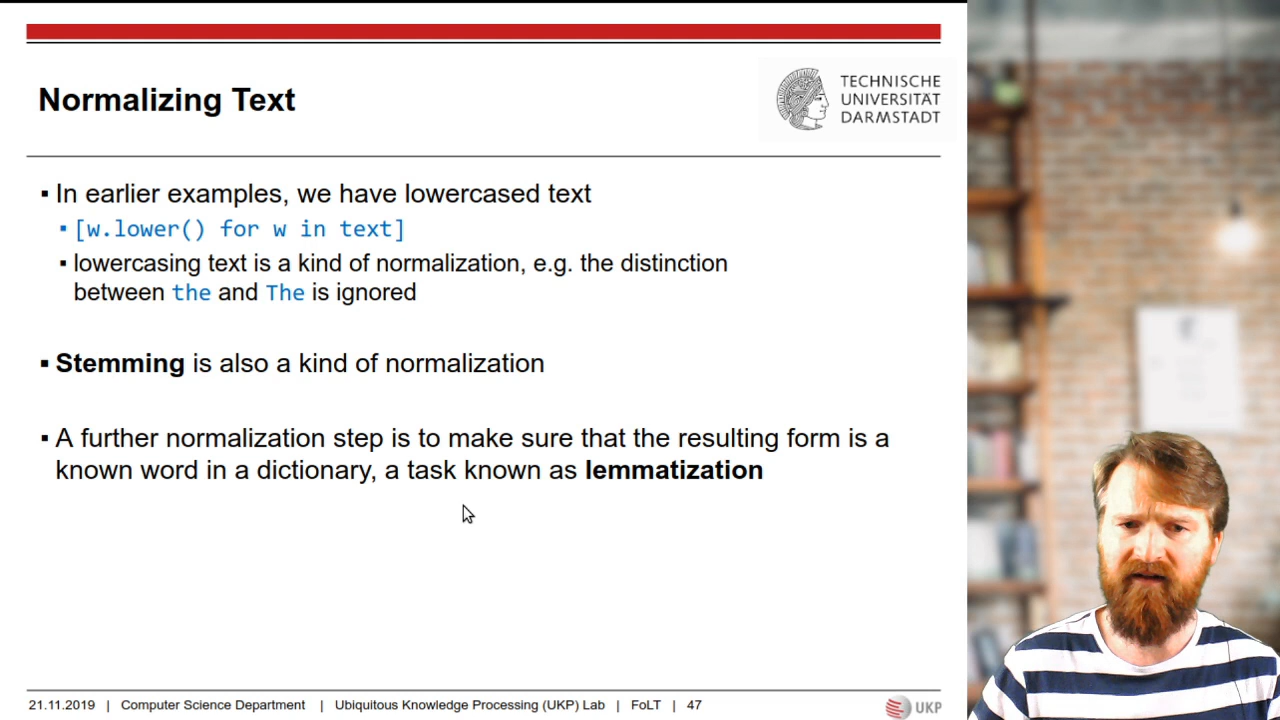 Normalizing Text
TECHNISCHE
UNIVERSITÄT
DARMSTADT
▪ In earlier examples, we have lowercased text
▪ [w.lower() for w in text]
▪ lowercasing text is a kind of normalization, e.g. the distinction
between the and The is ignored
▪ Stemming is also a kind of normalization
▪ A further normalization step is to make sure that the resulting form is a
known word in a dictionary, a task known as lemmatization
21.11.2019 | Computer Science Department | Ubiquitous Knowledge Processing (UKP) Lab | FoLT | 47
UKP